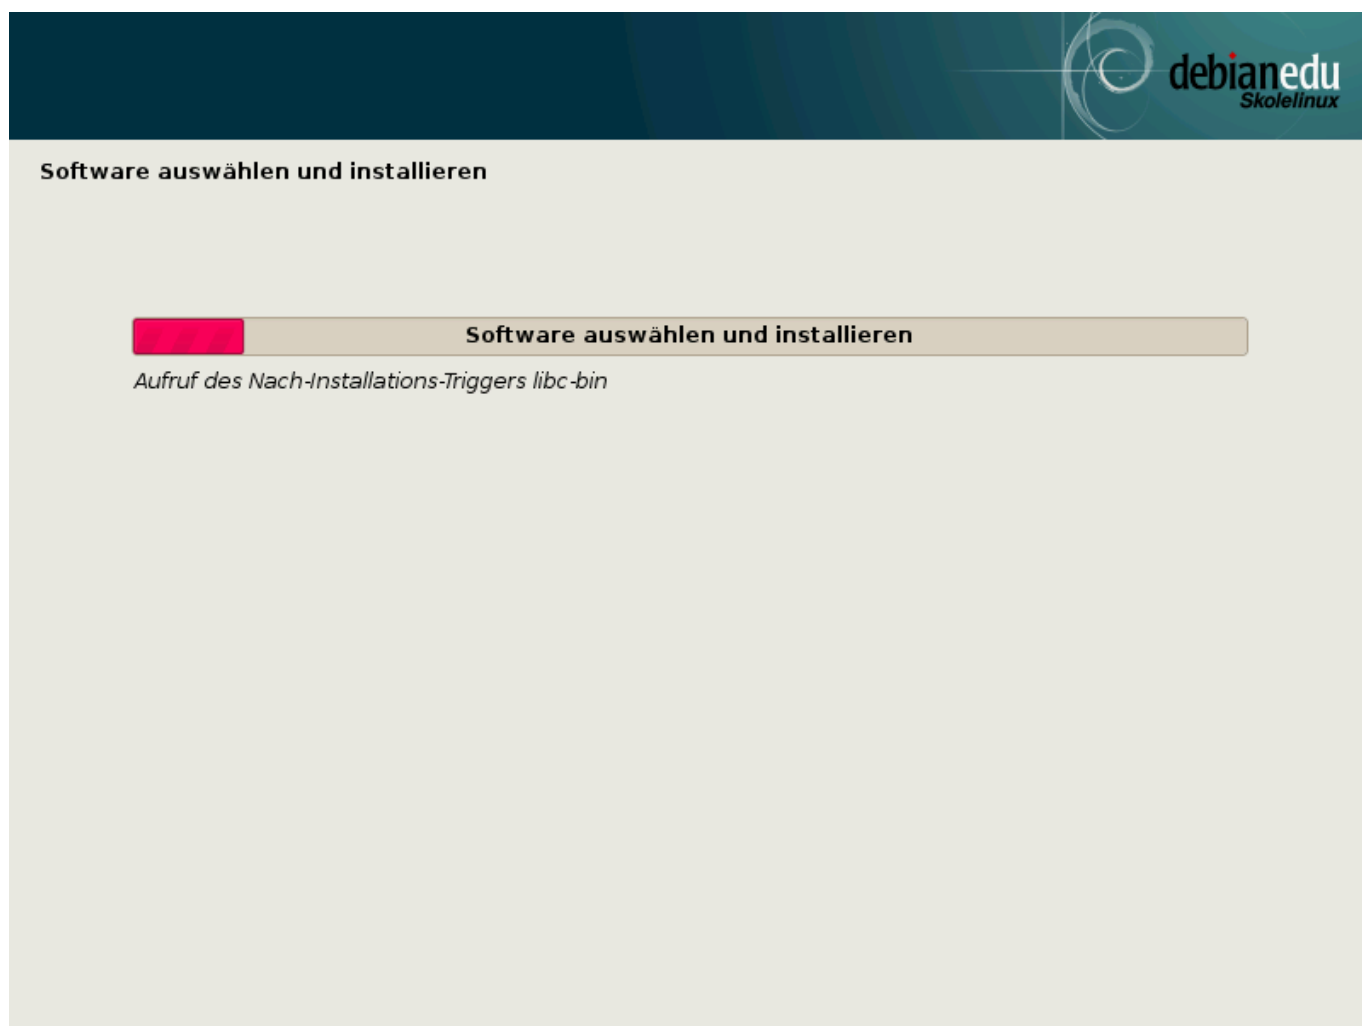 debianedu
Skolelinux
Software auswählen und installieren
Software auswählen und installieren
Aufruf des Nach-Installations-Triggers libc-bin